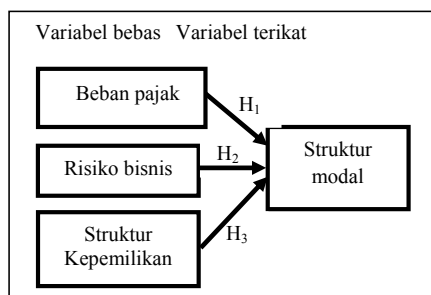 Variabel bebas Variabel terikat
Beban pajak
H1
Risiko bisnis
H2
Struktur
modal
Struktur
Kepemilikan
H3